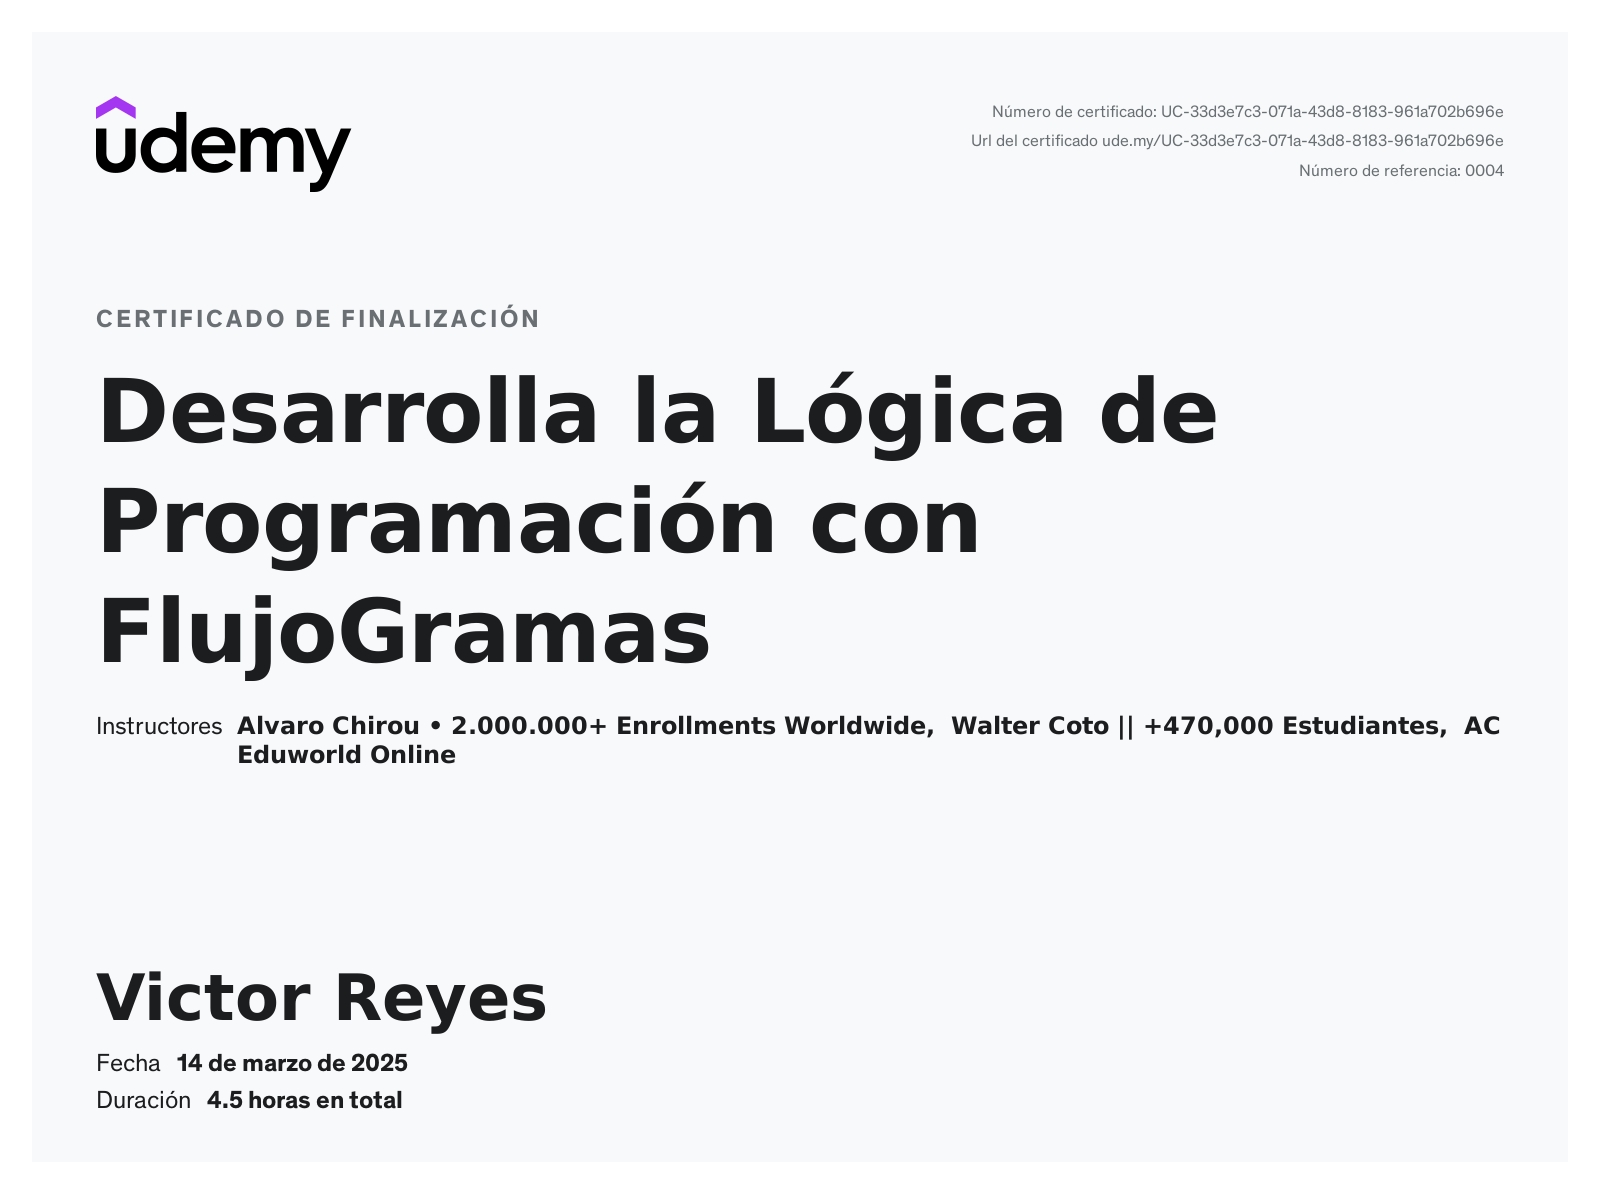 udemy
Número de certificado: UC-33d3e7c3-071a-43d8-8183-961a702b696e
Url del certificado ude.my/UC-33d3e7c3-071a-43d8-8183-961a702b696e
Número de referencia: 0004
CERTIFICADO DE FINALIZACIÓN
Desarrolla la Lógica de
Programación con
FlujoGramas
Instructores Alvaro Chirou • 2.000.000+ Enrollments Worldwide, Walter Coto || +470,000 Estudiantes, AC
Eduworld Online
Victor Reyes
Fecha 14 de marzo de 2025
Duración 4.5 horas en total